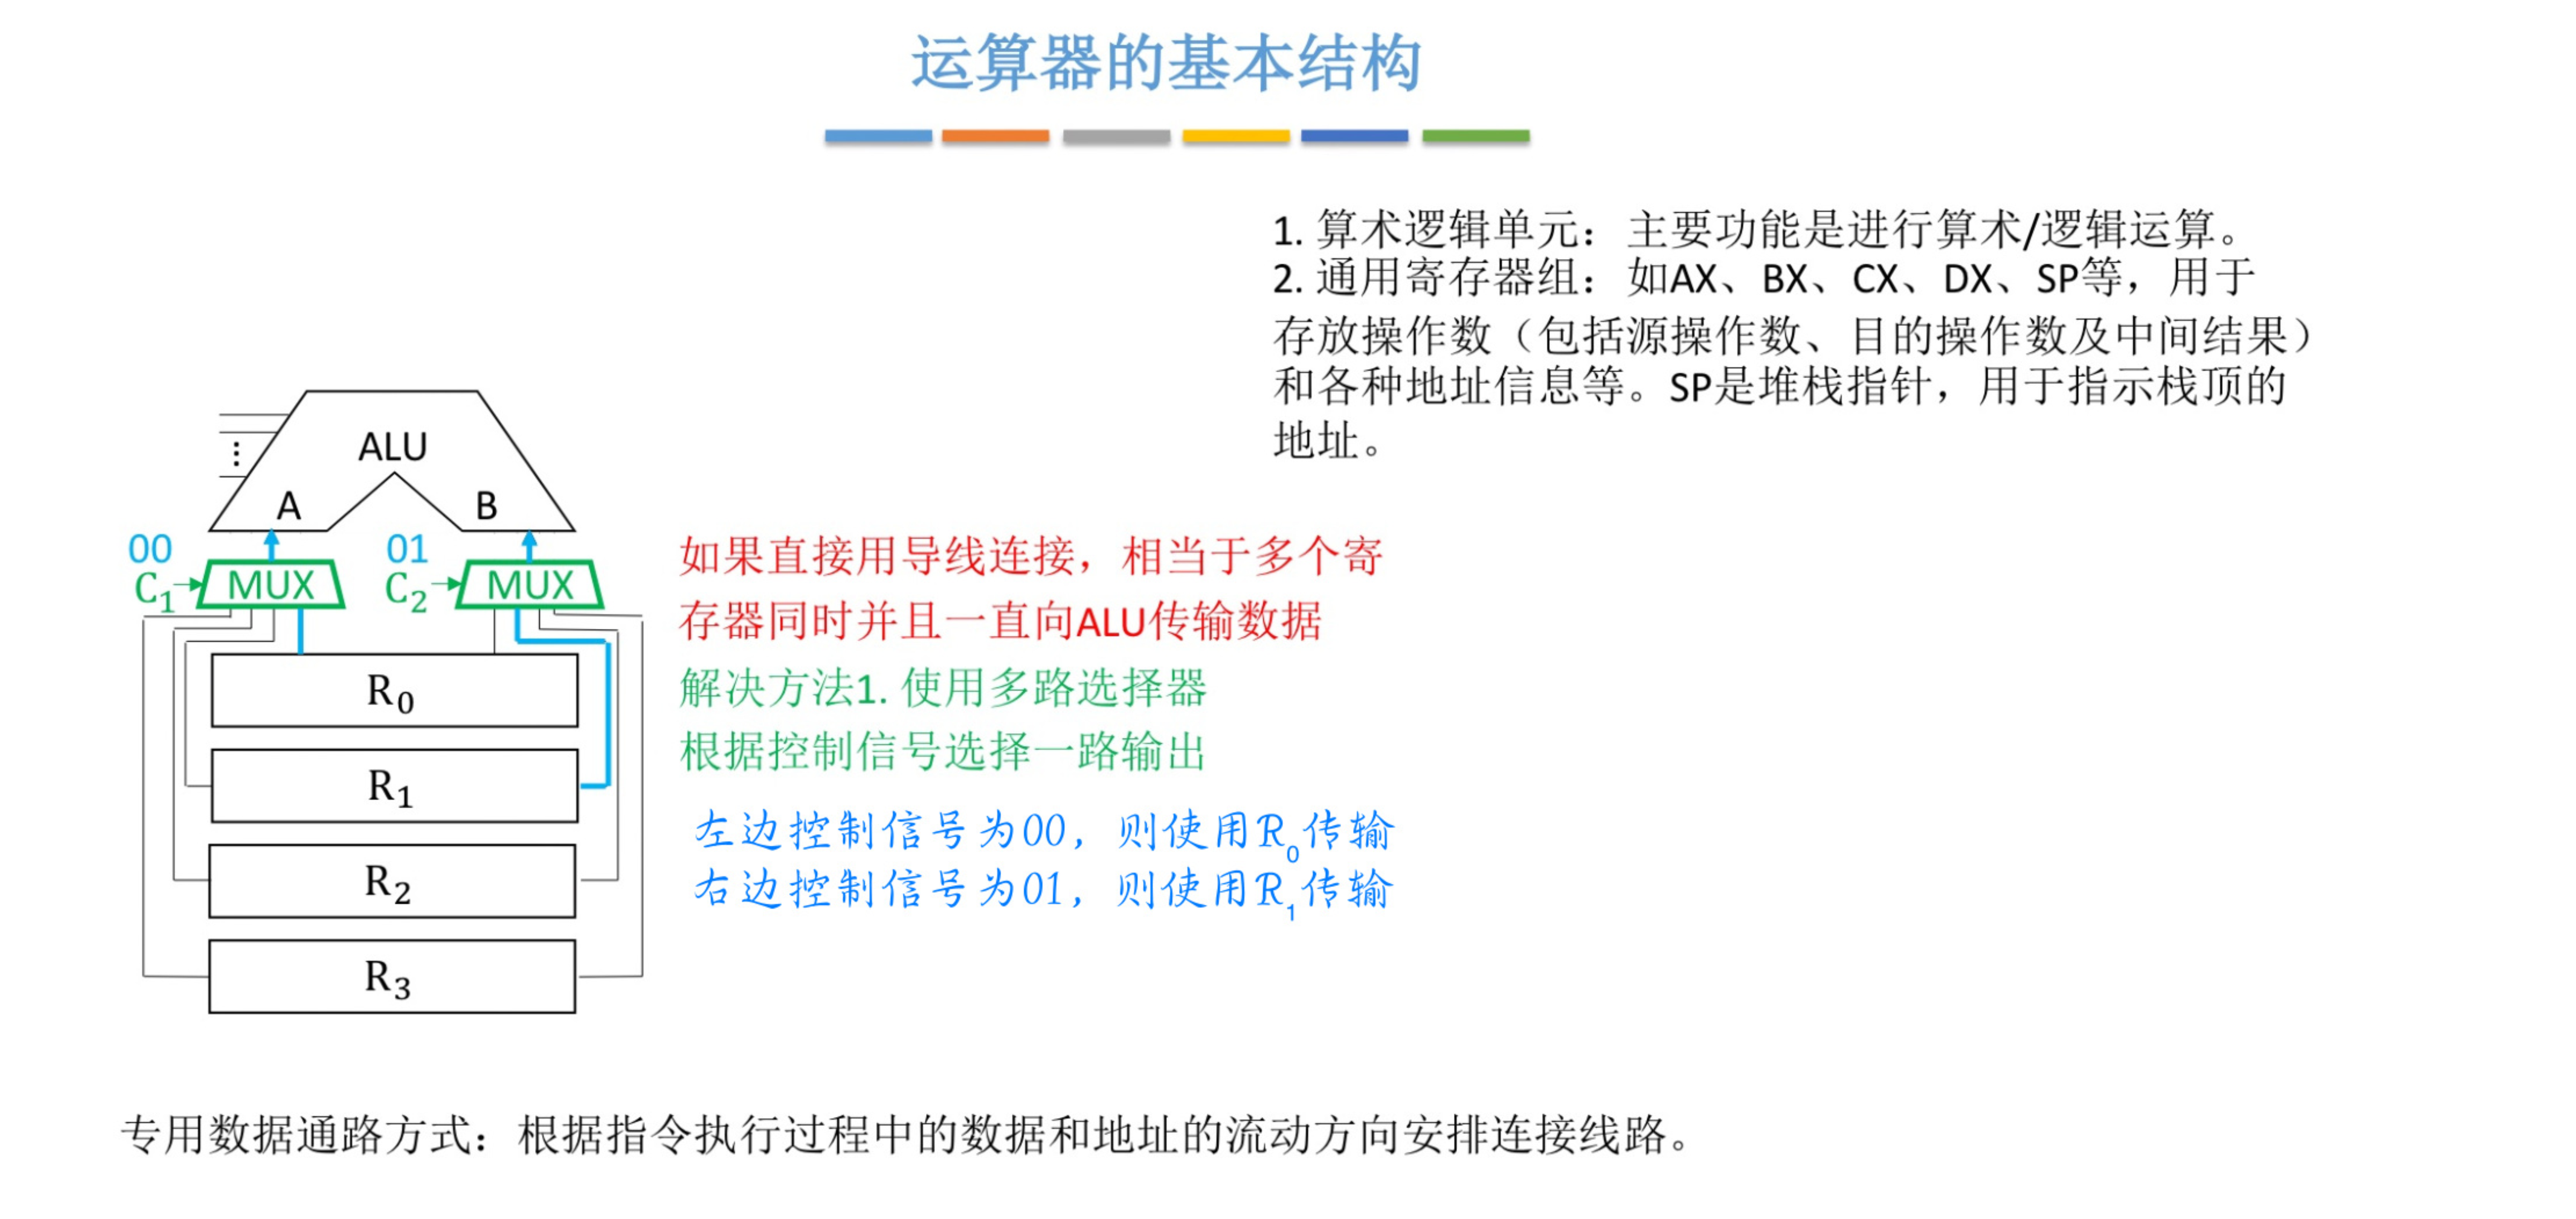 运算器的基本结构
1. 算术逻辑单元：主要功能是进行算术/逻辑运算。
2. 通用寄存器组：如AX、BX、CX、DX、SP等，用于
存放操作数（包括源操作数、目的操作数及中间结果）
和各种地址信息等。SP是堆栈指针，用于指示栈顶的
地址。
ALU
A
B
00
01
C₁
MUX
C₂
MUX
R₀
R₁
R₂
R₃
如果直接用导线连接，相当于多个寄
存器同时并且一直向ALU传输数据
解决方法1. 使用多路选择器
根据控制信号选择一路输出
左边控制信号为00，则使用R₀传输
右边控制信号为01，则使用R₁传输
专用数据通路方式：根据指令执行过程中的数据和地址的流动方向安排连接线路。